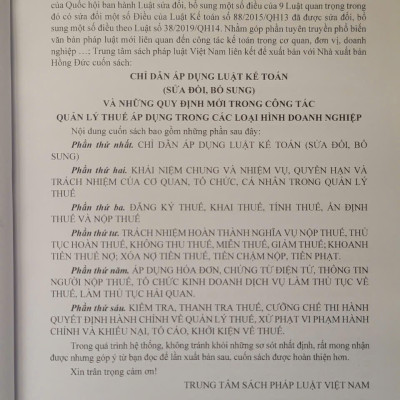 của Quốc hội ban hành Luật sửa đổi, bổ sung một số điều của 9 Luật quan trọng trong
đó có sửa đổi một số Điều của Luật Kế toán số 88/2015/QH13 đã được sửa đổi, bổ
sung một số điều theo Luật số 38/2019/QH14. Nhằm góp phần tuyên truyền phổ biến
văn bản pháp luật mới liên quan đến công tác kế toán trong cơ quan, đơn vị, doanh
nghiệp …; Trung tâm sách pháp luật Việt Nam liên kết đề xuất bản với Nhà xuất bản
Hồng Đức cuốn sách:
CHỈ DẪN ÁP DỤNG LUẬT KẾ TOÁN
(SỬA ĐỔI, BỔ SUNG)
VÀ NHỮNG QUY ĐỊNH MỚI TRONG CÔNG TÁC
QUẢN LÝ THUẾ ÁP DỤNG TRONG CÁC LOẠI HÌNH DOANH NGHIỆP
Nội dung cuốn sách bao gồm những phần sau đây:
Phần thứ nhất. CHỈ DẪN ÁP DỤNG LUẬT KẾ TOÁN (SỬA ĐỔI, BỔ
SUNG)
Phần thứ hai. KHÁI NIỆM CHUNG VÀ NHIỆM VỤ, QUYỀN HẠN VÀ
TRÁCH NHIỆM CỦA CƠ QUAN, TỔ CHỨC, CÁ NHÂN TRONG QUẢN LÝ
THUẾ
Phần thứ ba. ĐĂNG KÝ THUẾ, KHAI THUẾ, TÍNH THUẾ, ẤN ĐỊNH
THUẾ VÀ NỘP THUẾ
Phần thứ tư. TRÁCH NHIỆM HOÀN THÀNH NGHĨA VỤ NỘP THUẾ, THỦ
TỤC HOÀN THUẾ, KHÔNG THU THUẾ, MIỄN THUẾ, GIẢM THUẾ; KHOANH
TIỀN THUẾ NỢ; XÓA NỢ TIỀN THUẾ, TIỀN CHẬM NỘP, TIỀN PHẠT.
Phần thứ năm. ÁP DỤNG HÓA ĐƠN, CHỨNG TỪ ĐIỆN TỬ, THÔNG TIN
NGƯỜI NỘP THUẾ, TỔ CHỨC KINH DOANH DỊCH VỤ LÀM THỦ TỤC VỀ
THUẾ, LÀM THỦ TỤC HẢI QUAN.
Phần thứ sáu. KIỂM TRA, THANH TRA THUẾ, CƯỠNG CHẾ THI HÀNH
QUYẾT ĐỊNH HÀNH CHÍNH VỀ QUẢN LÝ THUẾ, XỬ PHẠT VI PHẠM HÀNH
CHÍNH VÀ KHIẾU NẠI, TỐ CÁO, KHỞI KIỆN VỀ THUẾ.
Trong quá trình hệ thống, không tránh khỏi những sơ sót nhất định, rất mong nhận
được nhưng góp ý từ bạn đọc để lần xuất bản sau, cuốn sách được hoàn thiện hơn.
Xin trân trọng cảm ơn!
TRUNG TÂM SÁCH PHÁP LUẬT VIỆT NAM